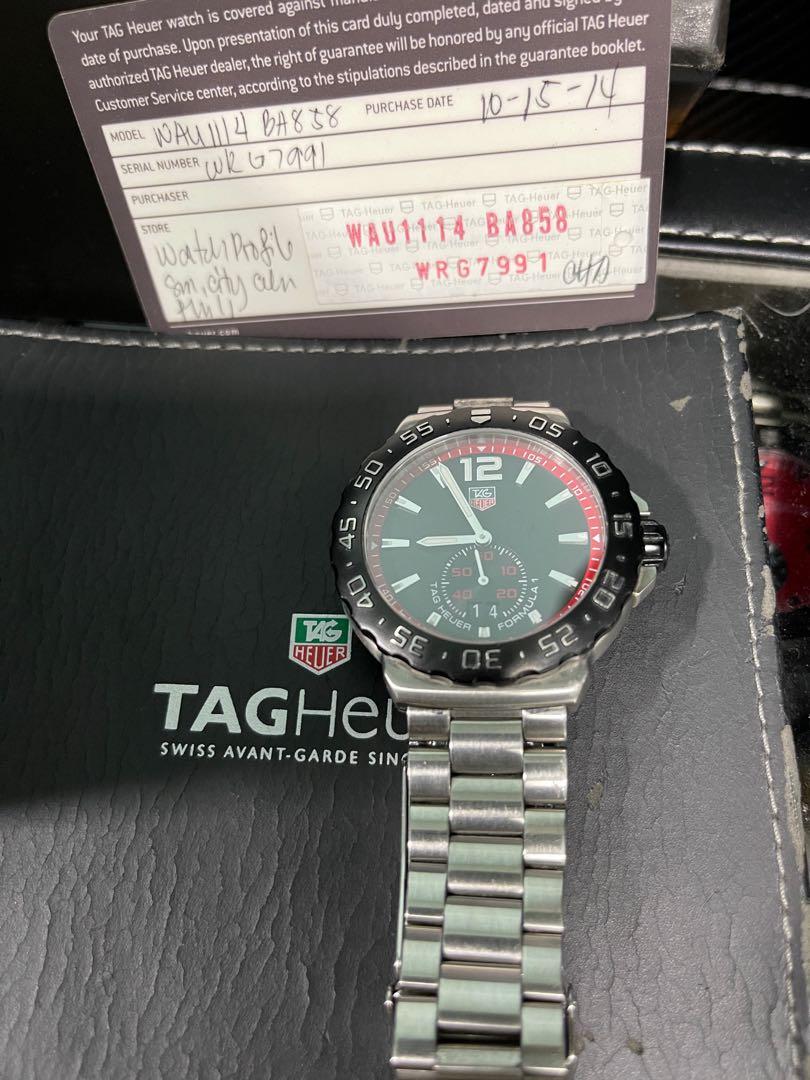 Your TAG Heuer watch is covered against
date of purchase. Upon presentation of this card duly completed, dated and signed by
authorized TAG Heuer dealer, the right of guarantee will be honored by any official TAG Heuer
Customer Service center, according to the stipulations described in the guarantee booklet.
MODEL WAU1114 BA858 PURCHASE DATE 10-15-14
SERIAL NUMBER WRG7991
PURCHASER
STORE
Watch Profile
WAU1114 BA858
WRG7991
55 05 10 15 20 25 30 35 40 45 50
12
TAG
HEUER
50 10
40 20
14
TAG HEUER FORMULA 1
TAG
HEUER
TAG
SWISS AVANT-GARDE